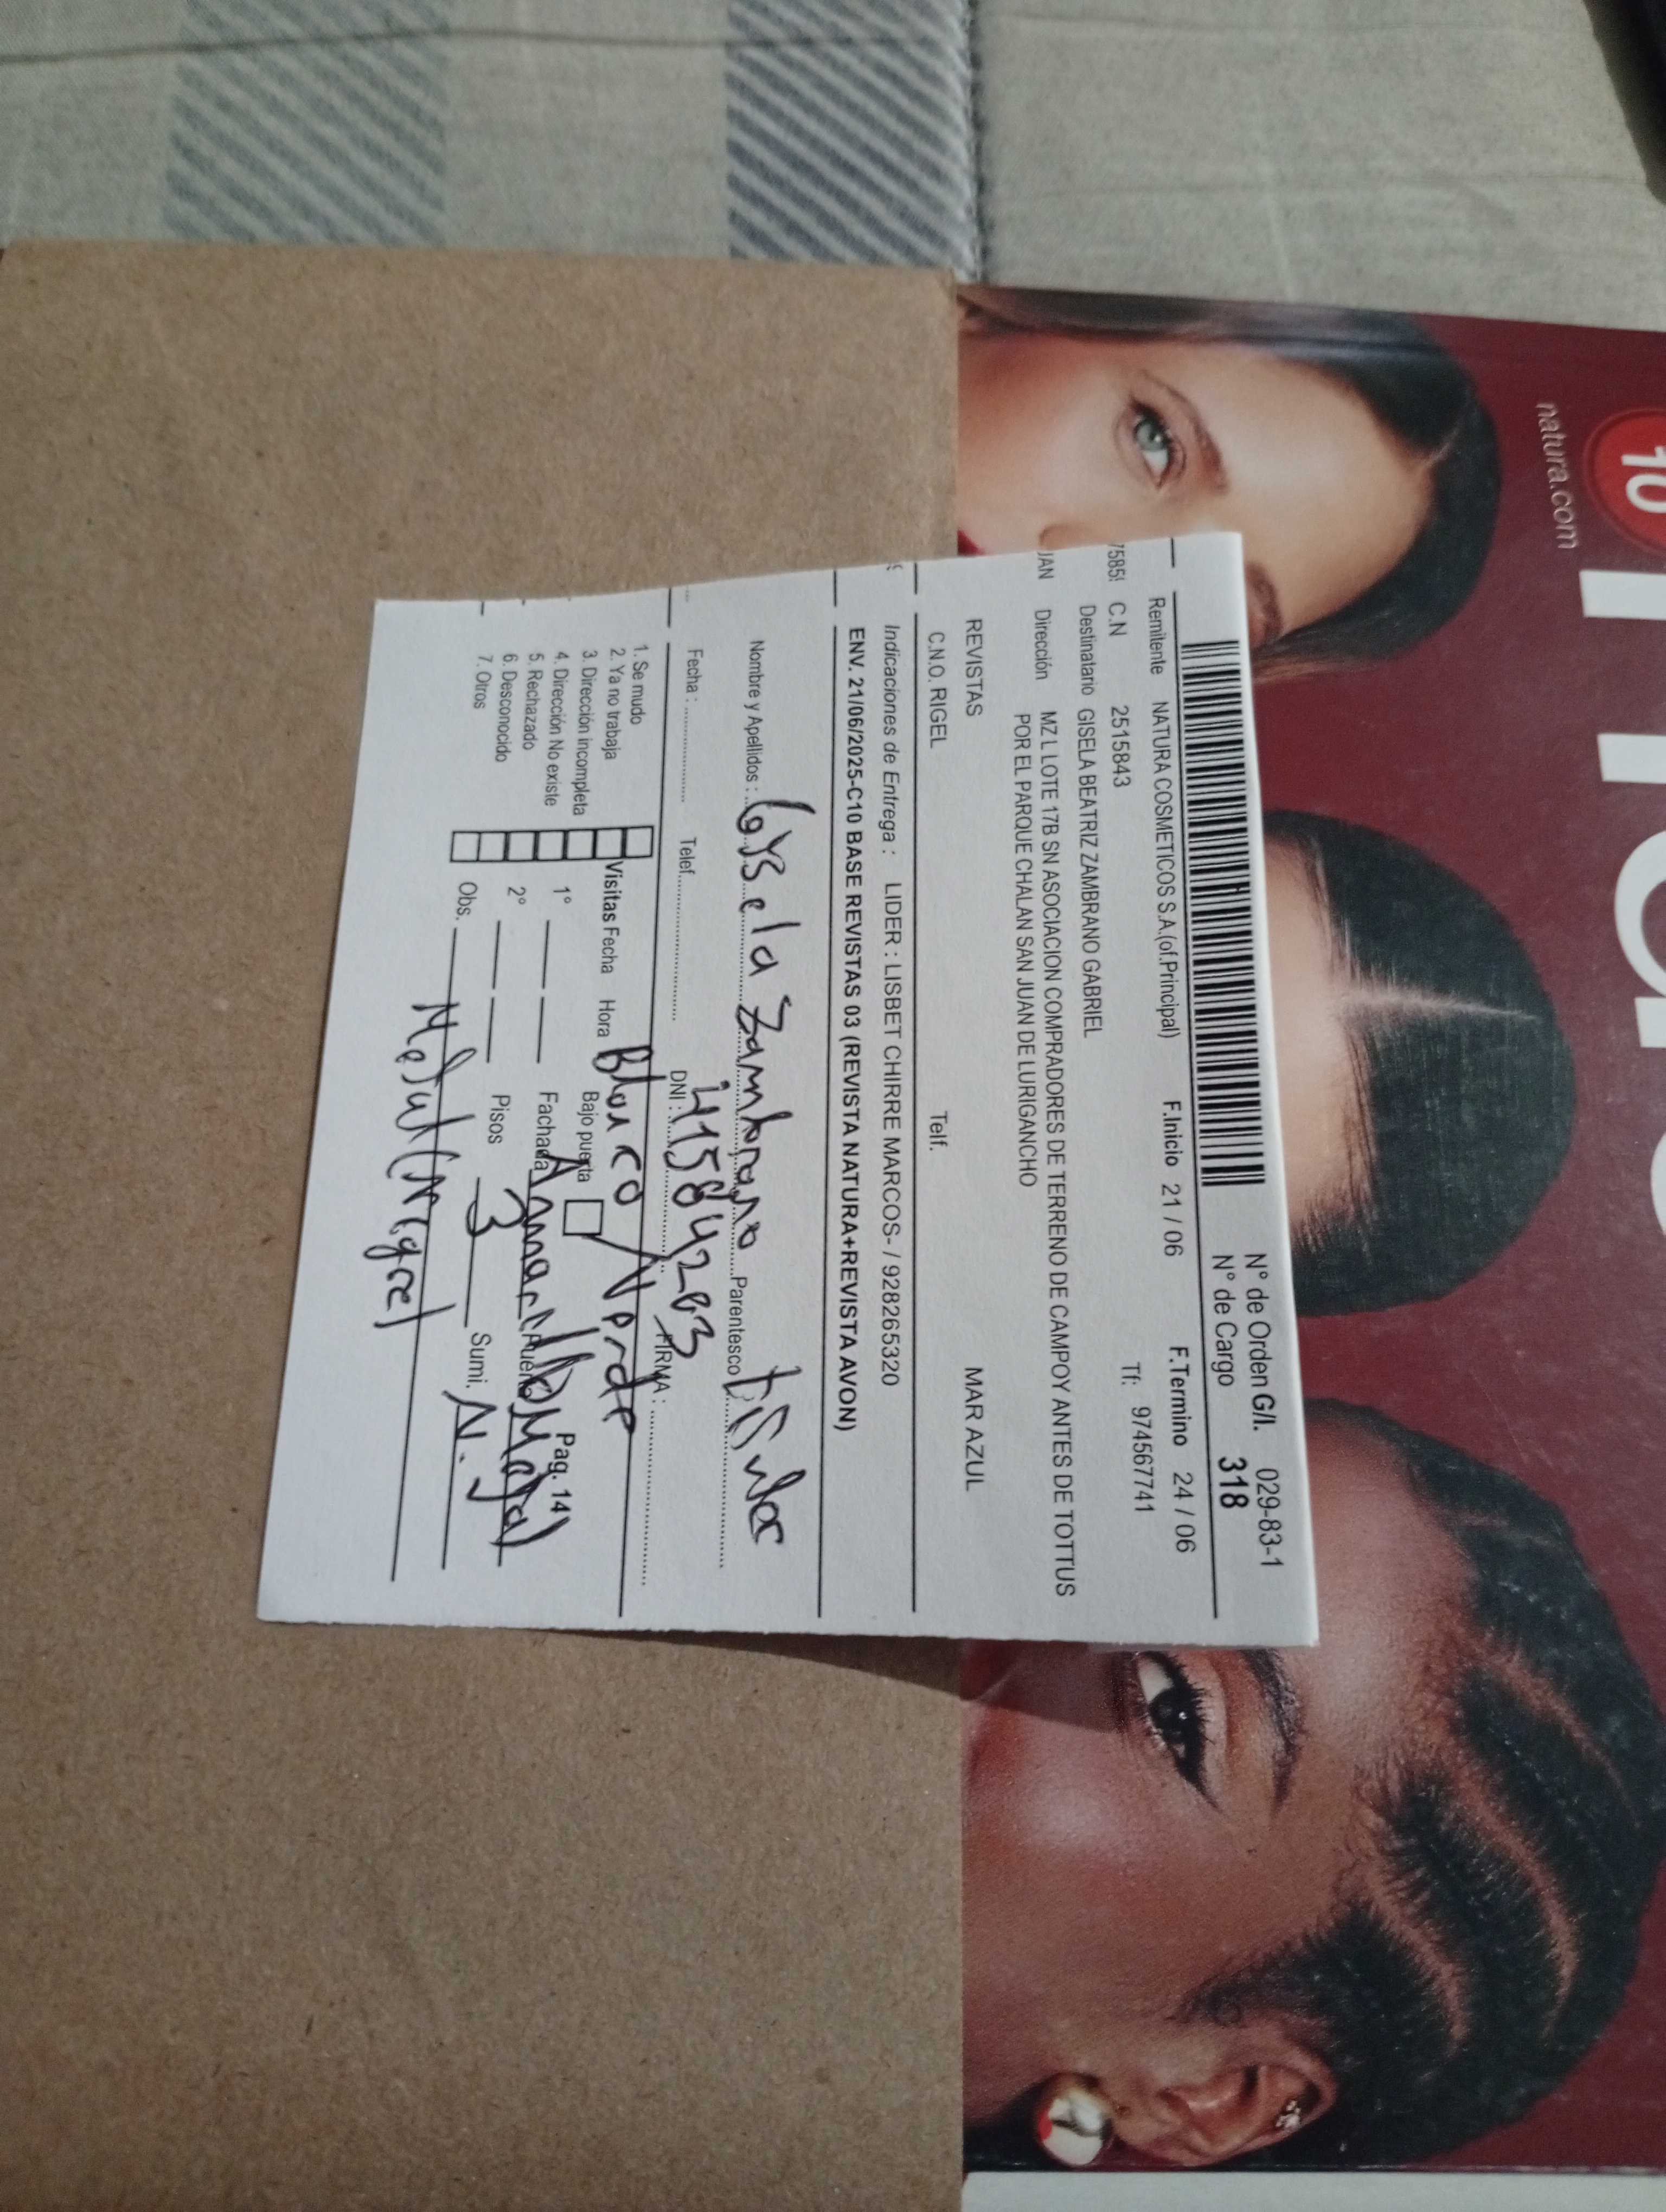 natura.com
10
N° de Orden G/I. 029-83-1
N° de Cargo 318
Remitente NATURA COSMETICOS S.A.(of.Principal) F.Inicio 21 / 06 F.Termino 24 / 06
7585! C.N 2515843 Tf: 974567741
Destinatario GISELA BEATRIZ ZAMBRANO GABRIEL
JAN Dirección MZ L LOTE 17B SN ASOCIACION COMPRADORES DE TERRENO DE CAMPOY ANTES DE TOTTUS
POR EL PARQUE CHALAN SAN JUAN DE LURIGANCHO
REVISTAS MAR AZUL
C.N.O. RIGEL Telf.
Indicaciones de Entrega : LIDER : LISBET CHIRRE MARCOS- / 928265320
ENV. 21/06/2025-C10 BASE REVISTAS 03 (REVISTA NATURA+REVISTA AVON)
Nombre y Apellidos : Gysela Zambrano Parentesco titular
Fecha : Telef. DNI : 41584283 FIRMA :
1. Se mudo
2. Ya no trabaja
3. Dirección incompleta
4. Dirección No existe
5. Rechazado
6. Desconocido
7. Otros
Visitas Fecha Hora Blanco / Verde
Bajo puerta
1° Fachada Pag. 141
2° Pisos 3 Sumi. N.
Obs. Metal (Negre)